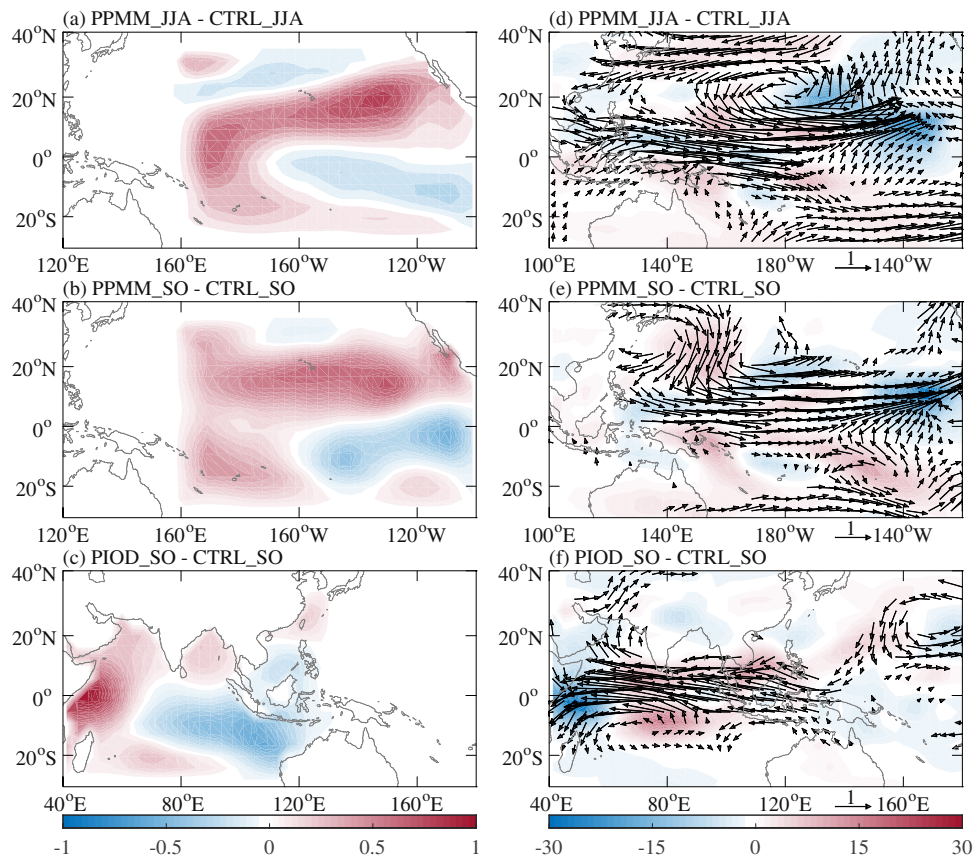 (a) PPMM_JJA - CTRL_JJA
40°N
20°N
0°
20°S
120°E 160°E 160°W 120°W
(d) PPMM_JJA - CTRL_JJA
40°N
20°N
0°
20°S
100°E 140°E 180°W 1 140°W
(b) PPMM_SO - CTRL_SO
40°N
20°N
0°
20°S
120°E 160°E 160°W 120°W
(e) PPMM_SO - CTRL_SO
40°N
20°N
0°
20°S
100°E 140°E 180°W 1 140°W
(c) PIOD_SO - CTRL_SO
40°N
20°N
0°
20°S
40°E 80°E 120°E 160°E
(f) PIOD_SO - CTRL_SO
40°N
20°N
0°
20°S
40°E 80°E 120°E 1 160°E
-1 -0.5 0 0.5 1
-30 -15 0 15 30